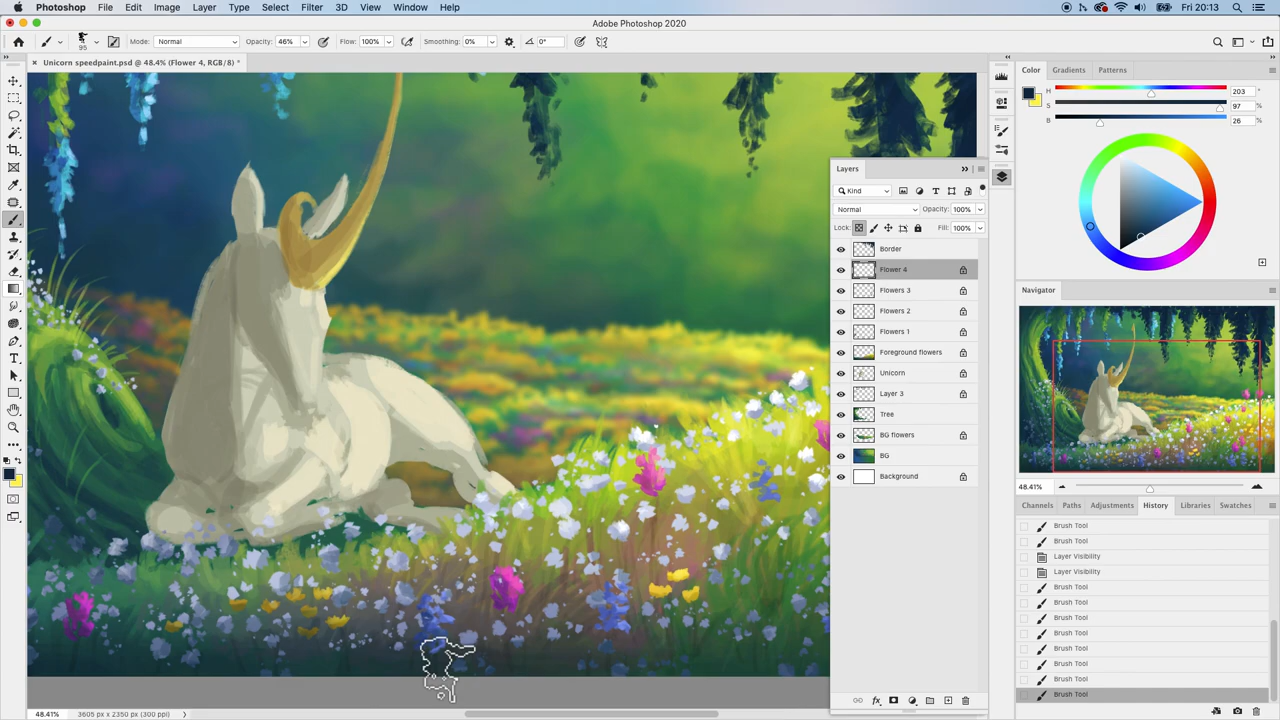 Photoshop File Edit Image Layer Type Select Filter 3D View Window Help Fri 20:13
Adobe Photoshop 2020
95 Mode: Normal Opacity: 46% Flow: 100% Smoothing: 0% 0°
Unicorn speedpaint.psd @ 48.4% (Flower 4, RGB/8) *
Color Gradients Patterns
H 203 °
S 97 %
B 26 %
Layers
Kind
Normal Opacity: 100%
Lock: Fill: 100%
Border
Flower 4
Flowers 3
Flowers 2
Flowers 1
Foreground flowers
Unicorn
Layer 3
Tree
BG flowers
BG
Background
Navigator
48.41%
Channels Paths Adjustments History Libraries Swatches
Brush Tool
Brush Tool
Layer Visibility
Layer Visibility
Brush Tool
Brush Tool
Brush Tool
Brush Tool
Brush Tool
Brush Tool
Brush Tool
Brush Tool
48.41% 3605 px x 2350 px (300 ppi)